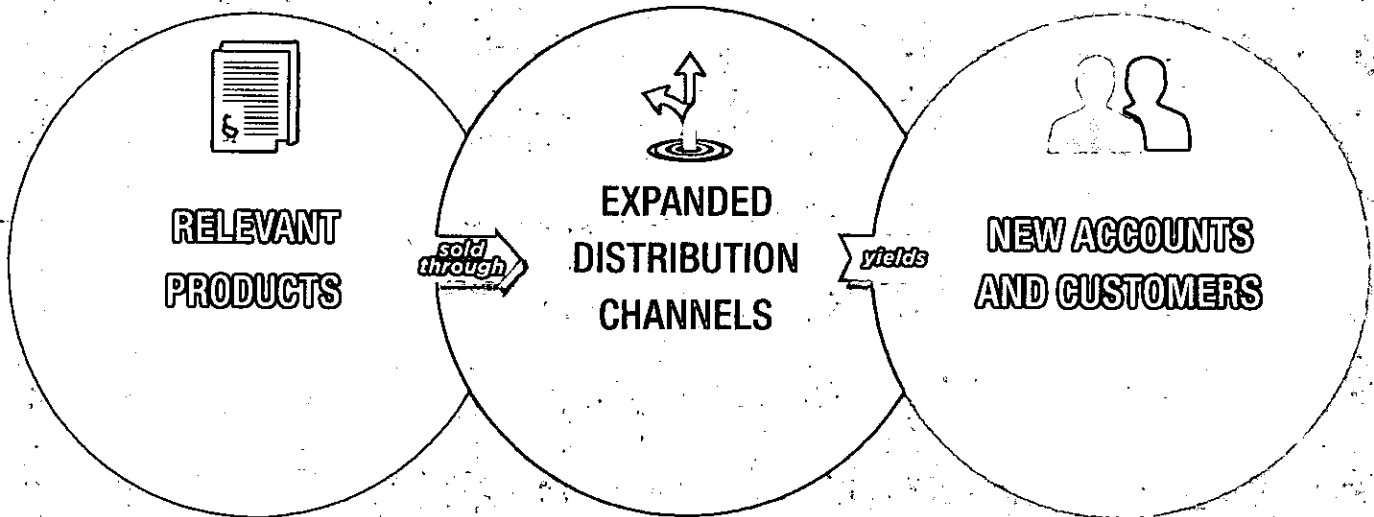 RELEVANT
PRODUCTS
sold
through
EXPANDED
DISTRIBUTION
CHANNELS
yields
NEW ACCOUNTS
AND CUSTOMERS